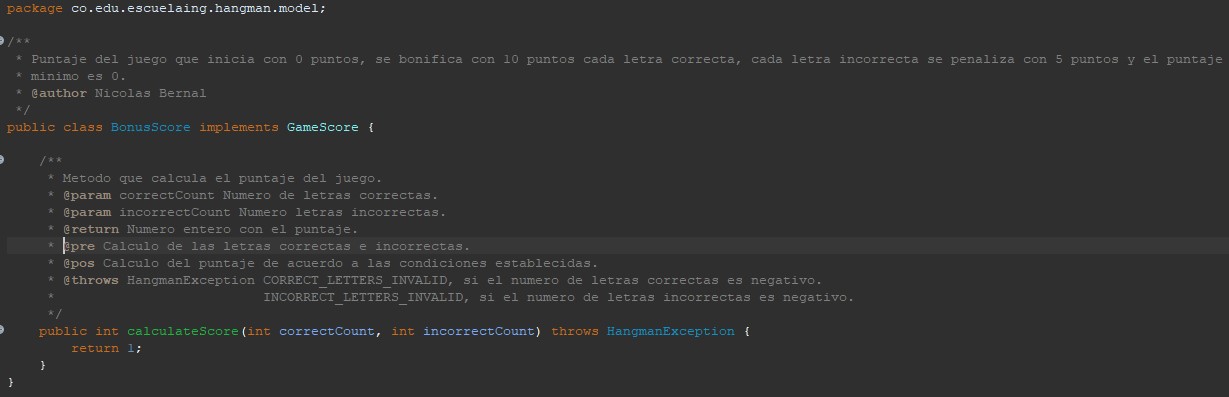 package co.edu.escuelaing.hangman.model;
/**
 * Puntaje del juego que inicia con 0 puntos, se bonifica con 10 puntos cada letra correcta, cada letra incorrecta se penaliza con 5 puntos y el puntaje
 * minimo es 0.
 * @author Nicolas Bernal
 */
public class BonusScore implements GameScore {
    /**
     * Metodo que calcula el puntaje del juego.
     * @param correctCount Numero de letras correctas.
     * @param incorrectCount Numero letras incorrectas.
     * @return Numero entero con el puntaje.
     * @pre Calculo de las letras correctas e incorrectas.
     * @pos Calculo del puntaje de acuerdo a las condiciones establecidas.
     * @throws HangmanException CORRECT_LETTERS_INVALID, si el numero de letras correctas es negativo.
     *                          INCORRECT_LETTERS_INVALID, si el numero de letras incorrectas es negativo.
     */
    public int calculateScore(int correctCount, int incorrectCount) throws HangmanException {
        return 1;
    }
}